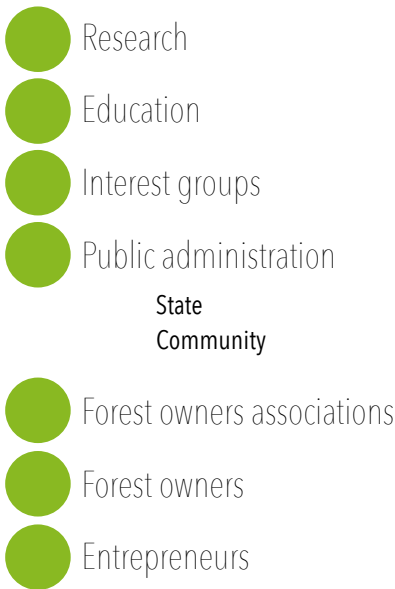 Research
Education
Interest groups
Public administration
State
Community
Forest owners associations
Forest owners
Entrepreneurs